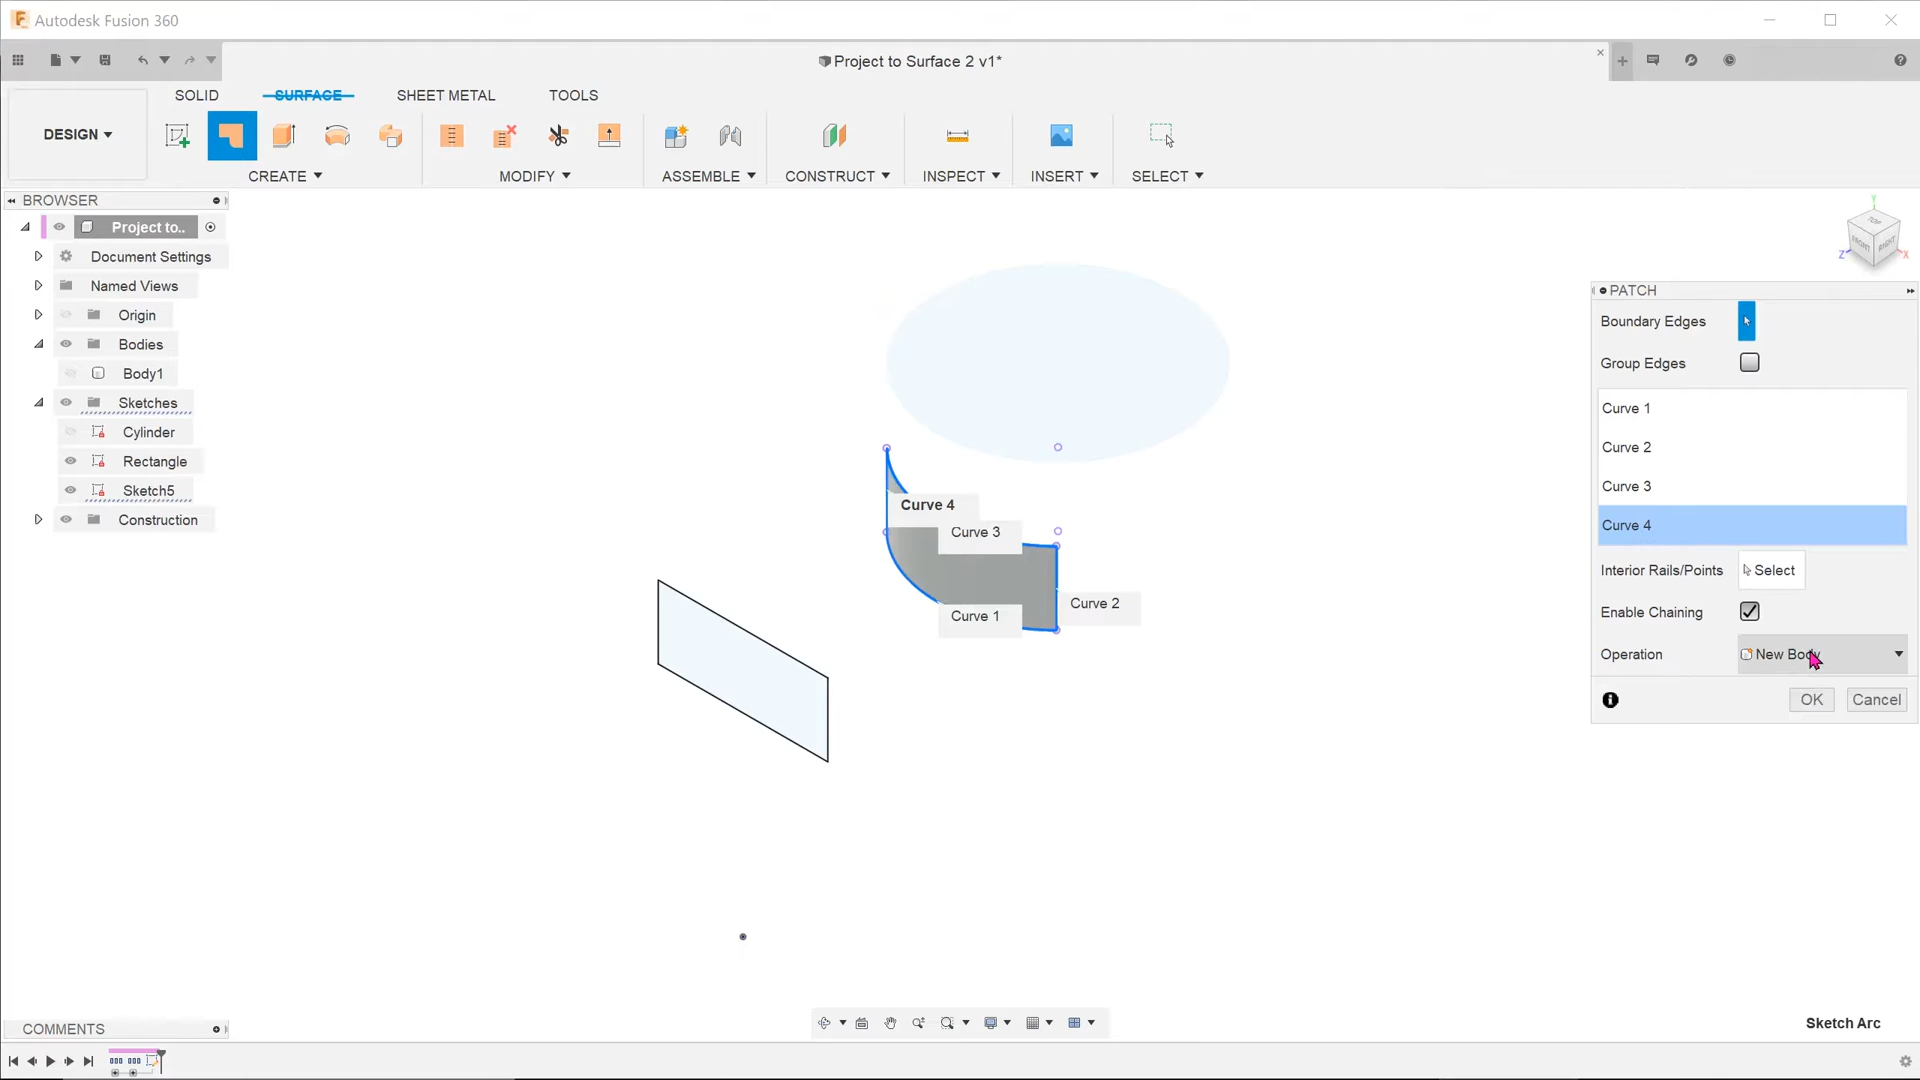 Autodesk Fusion 360
Project to Surface 2 v1*
SOLID SURFACE SHEET METAL TOOLS
DESIGN
CREATE MODIFY ASSEMBLE CONSTRUCT INSPECT INSERT SELECT
BROWSER
Project to..
Document Settings
Named Views
Origin
Bodies
Body1
Sketches
Cylinder
Rectangle
Sketch5
Construction
Curve 4
Curve 3
Curve 2
Curve 1
Y
TOP
FRONT
RIGHT
Z
X
PATCH
Boundary Edges
Group Edges
Curve 1
Curve 2
Curve 3
Curve 4
Interior Rails/Points Select
Enable Chaining
Operation New Body
OK Cancel
COMMENTS
Sketch Arc